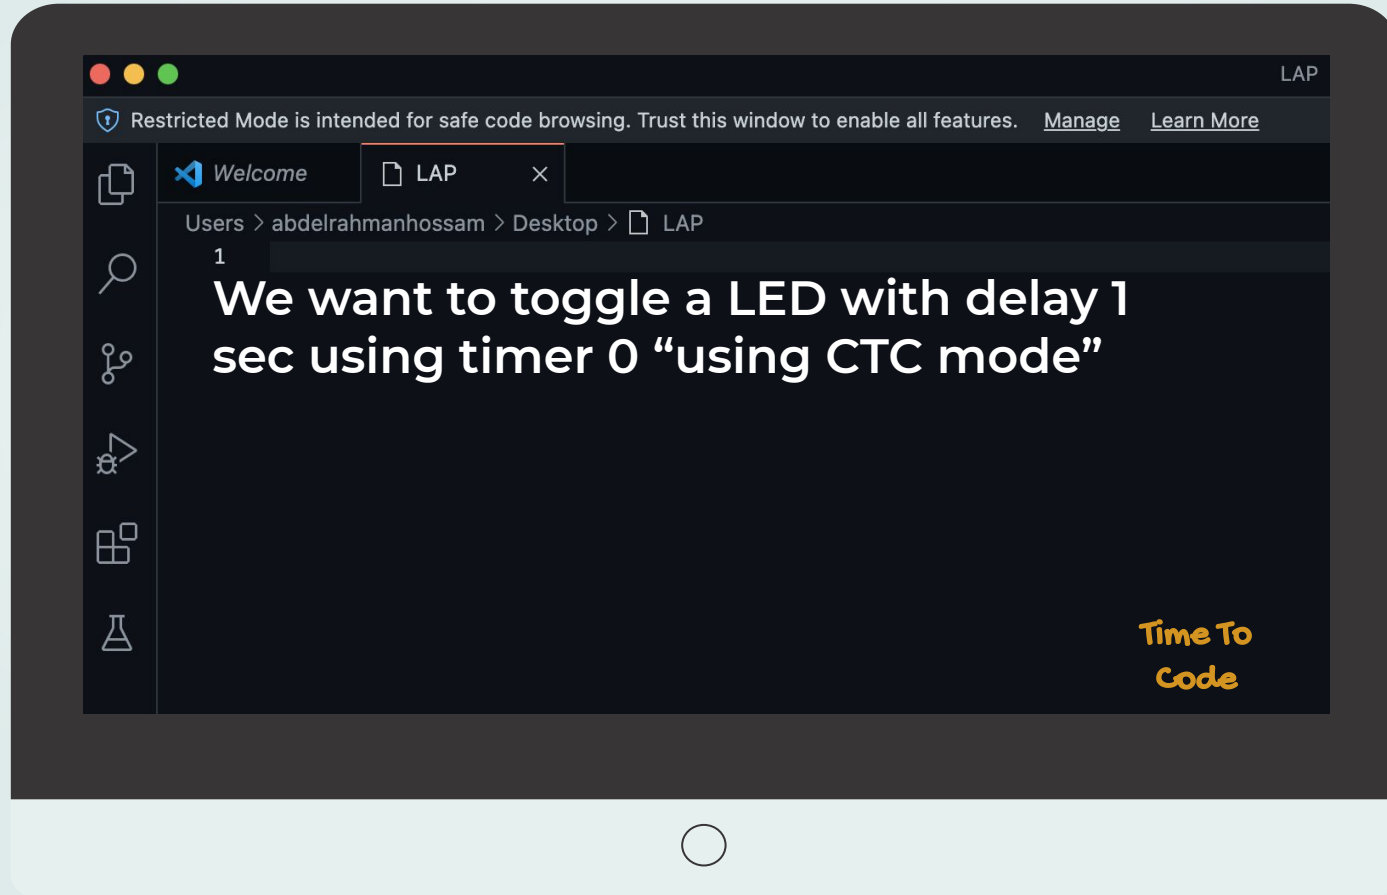 LAP
Restricted Mode is intended for safe code browsing. Trust this window to enable all features. Manage Learn More
Welcome LAP
Users > abdelrahmanhossam > Desktop > LAP
1
We want to toggle a LED with delay 1
sec using timer 0 “using CTC mode”
Time To
Code